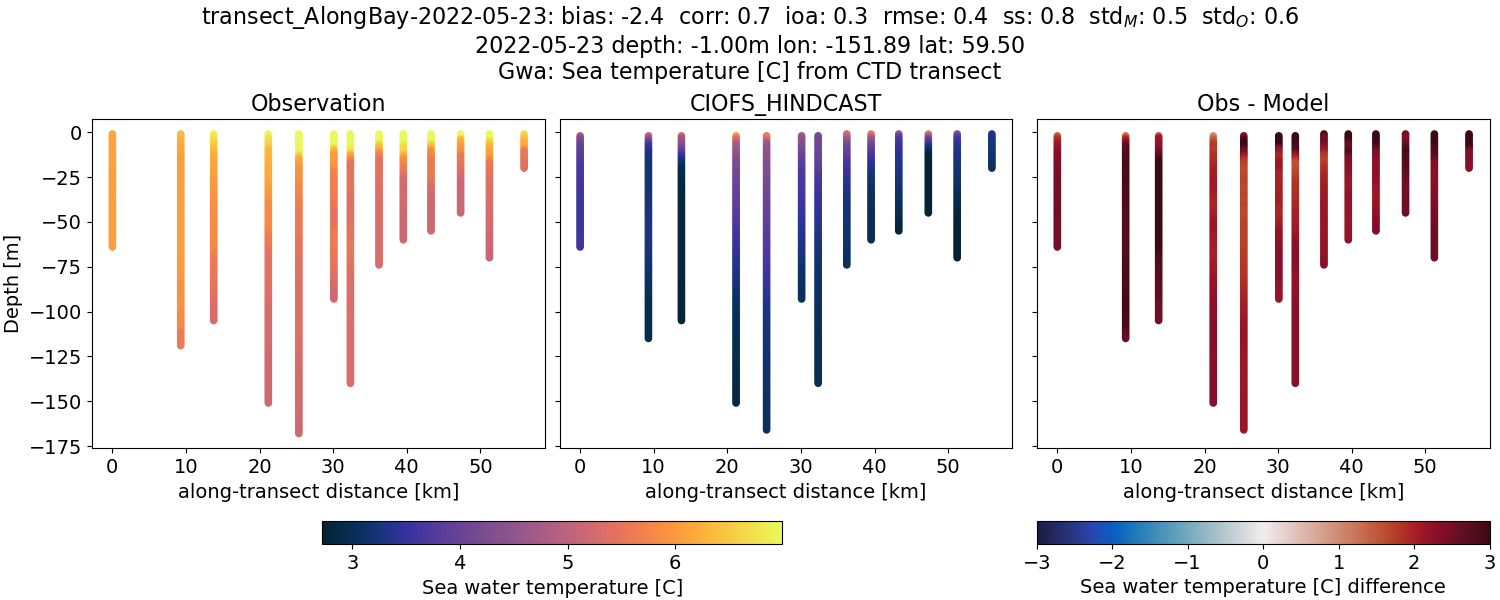 transect_AlongBay-2022-05-23: bias: -2.4 corr: 0.7 ioa: 0.3 rmse: 0.4 ss: 0.8 std_M: 0.5 std_O: 0.6
2022-05-23 depth: -1.00m lon: -151.89 lat: 59.50
Gwa: Sea temperature [C] from CTD transect
Observation CIOFS_HINDCAST Obs - Model
0
−25
−50
−75
−100
−125
−150
−175
Depth [m]
0 10 20 30 40 50 0 10 20 30 40 50 0 10 20 30 40 50
along-transect distance [km] along-transect distance [km] along-transect distance [km]
3 4 5 6 −3 −2 −1 0 1 2 3
Sea water temperature [C] Sea water temperature [C] difference